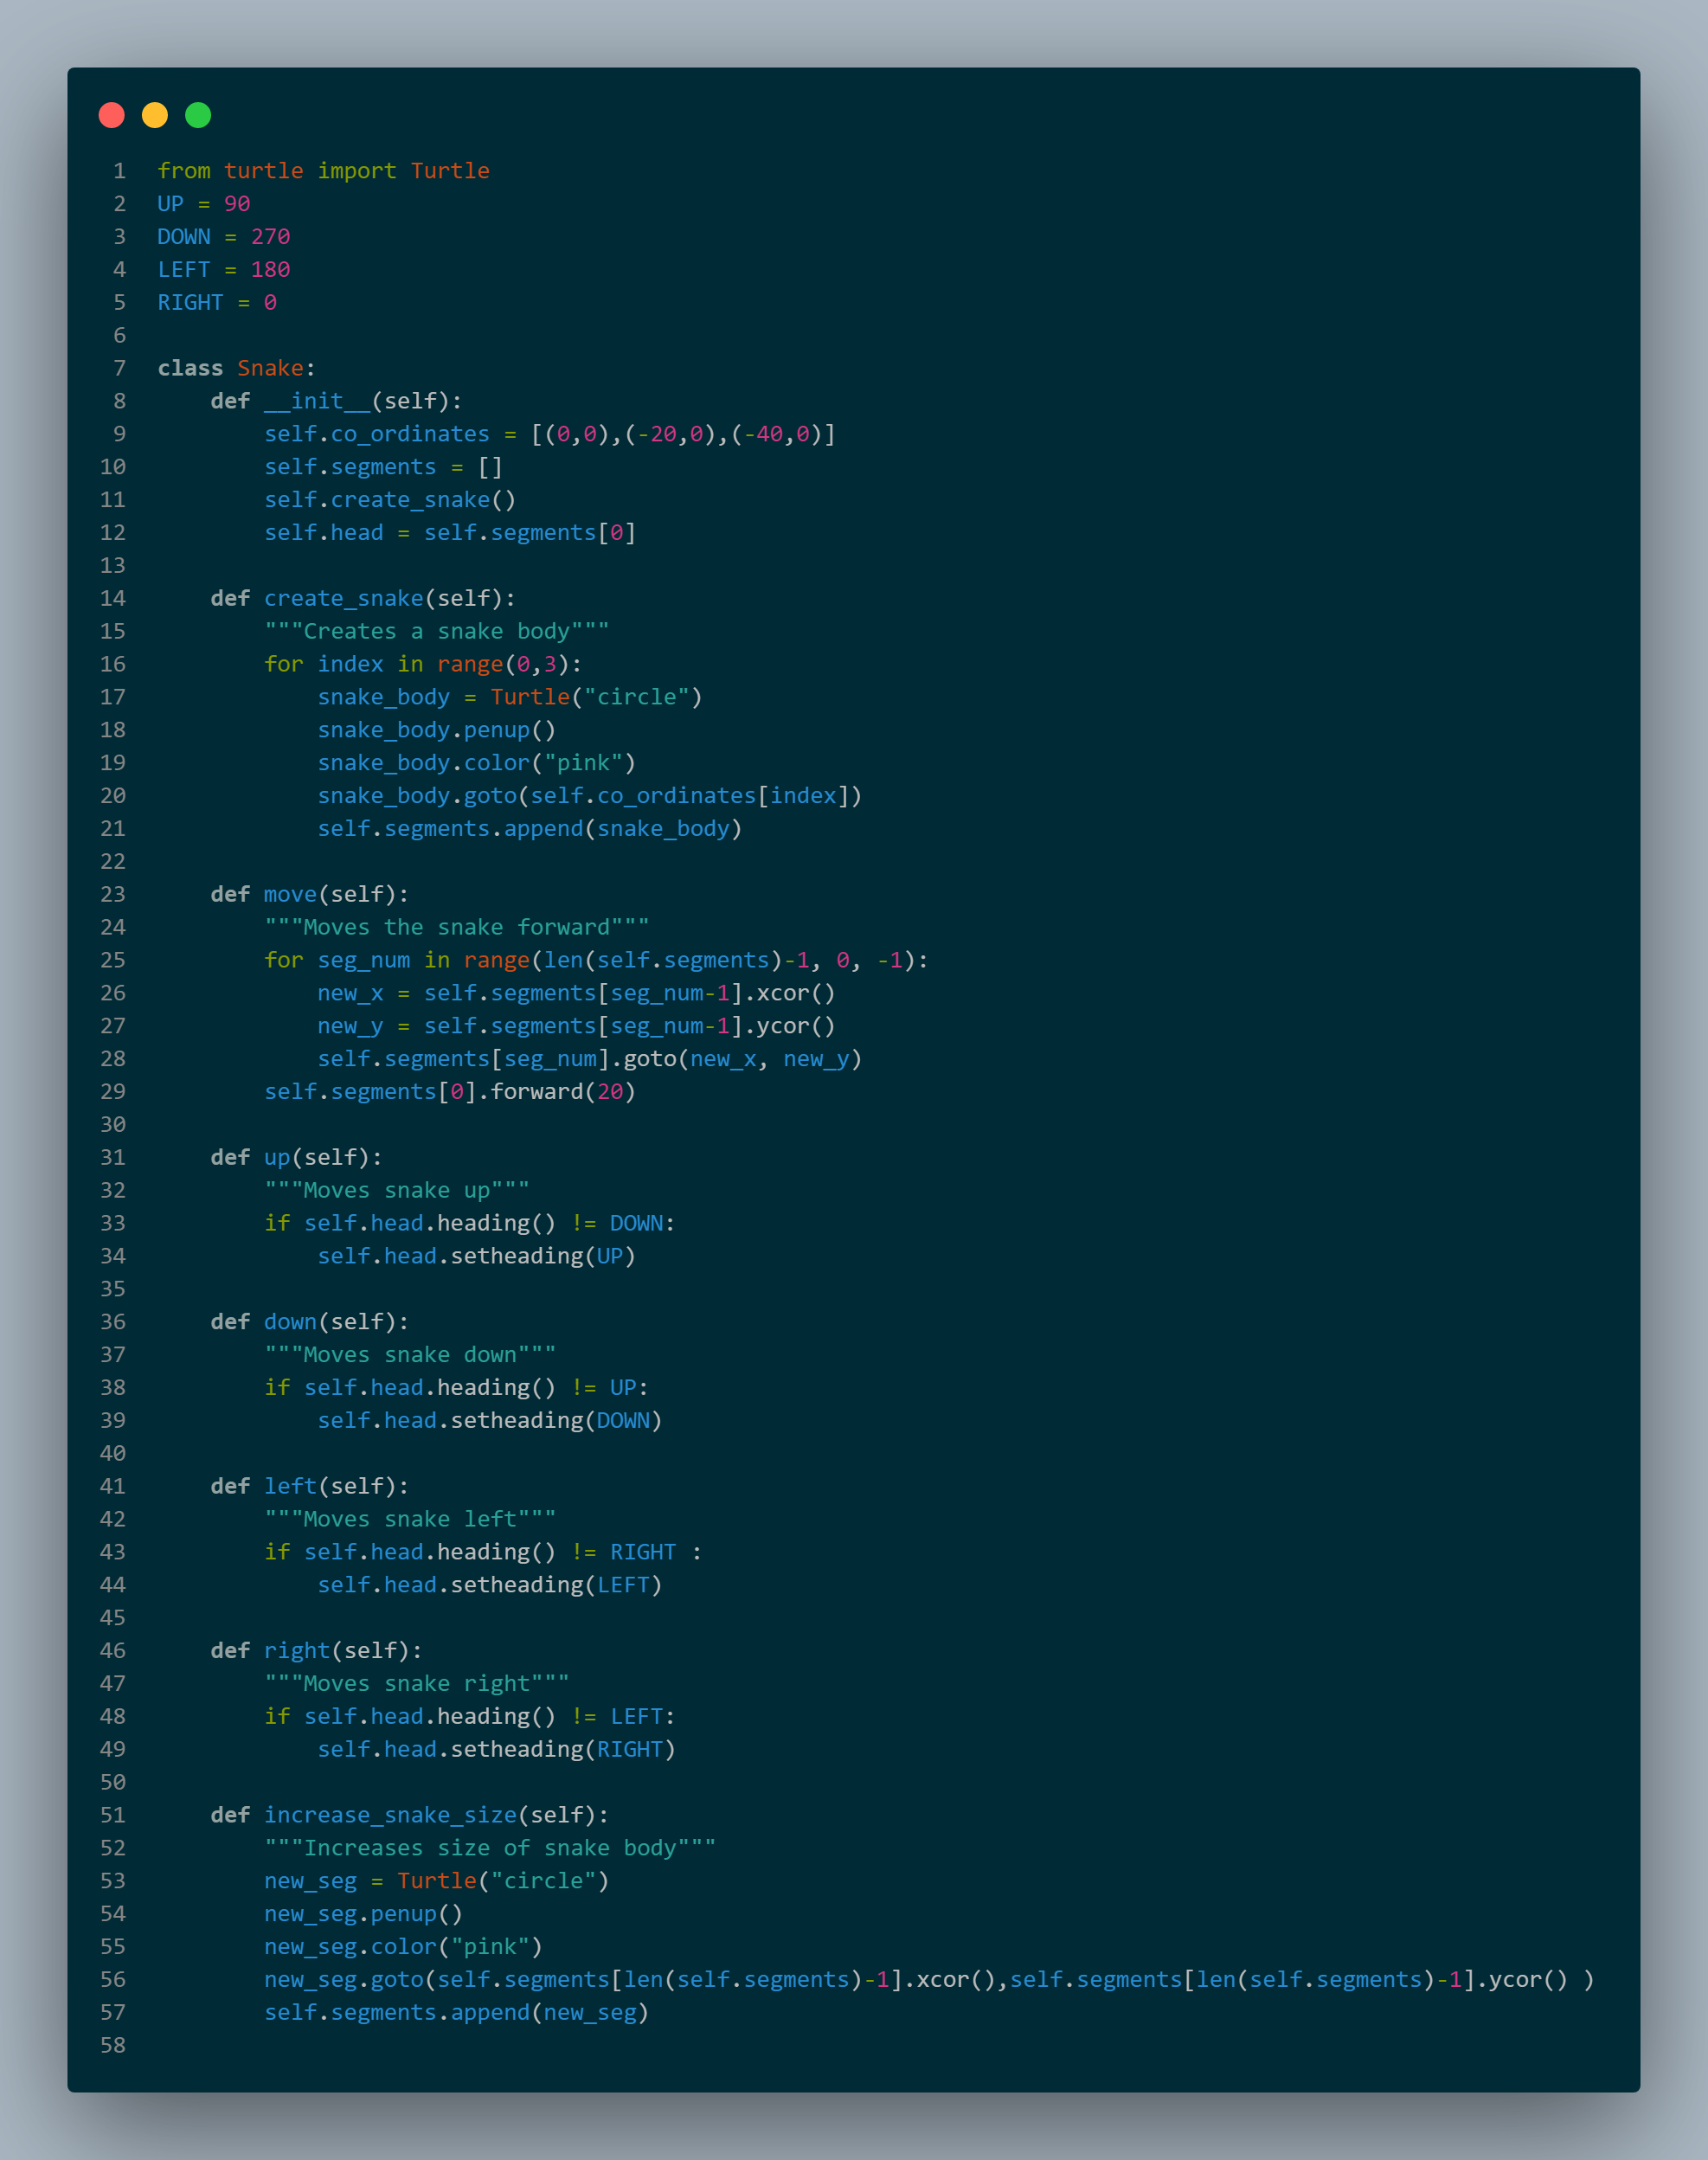 1 from turtle import Turtle
2 UP = 90
3 DOWN = 270
4 LEFT = 180
5 RIGHT = 0
6
7 class Snake:
8     def __init__(self):
9         self.co_ordinates = [(0,0),(-20,0),(-40,0)]
10         self.segments = []
11         self.create_snake()
12         self.head = self.segments[0]
13
14     def create_snake(self):
15         """Creates a snake body"""
16         for index in range(0,3):
17             snake_body = Turtle("circle")
18             snake_body.penup()
19             snake_body.color("pink")
20             snake_body.goto(self.co_ordinates[index])
21             self.segments.append(snake_body)
22
23     def move(self):
24         """Moves the snake forward"""
25         for seg_num in range(len(self.segments)-1, 0, -1):
26             new_x = self.segments[seg_num-1].xcor()
27             new_y = self.segments[seg_num-1].ycor()
28             self.segments[seg_num].goto(new_x, new_y)
29         self.segments[0].forward(20)
30
31     def up(self):
32         """Moves snake up"""
33         if self.head.heading() != DOWN:
34             self.head.setheading(UP)
35
36     def down(self):
37         """Moves snake down"""
38         if self.head.heading() != UP:
39             self.head.setheading(DOWN)
40
41     def left(self):
42         """Moves snake left"""
43         if self.head.heading() != RIGHT :
44             self.head.setheading(LEFT)
45
46     def right(self):
47         """Moves snake right"""
48         if self.head.heading() != LEFT:
49             self.head.setheading(RIGHT)
50
51     def increase_snake_size(self):
52         """Increases size of snake body"""
53         new_seg = Turtle("circle")
54         new_seg.penup()
55         new_seg.color("pink")
56         new_seg.goto(self.segments[len(self.segments)-1].xcor(),self.segments[len(self.segments)-1].ycor() )
57         self.segments.append(new_seg)
58